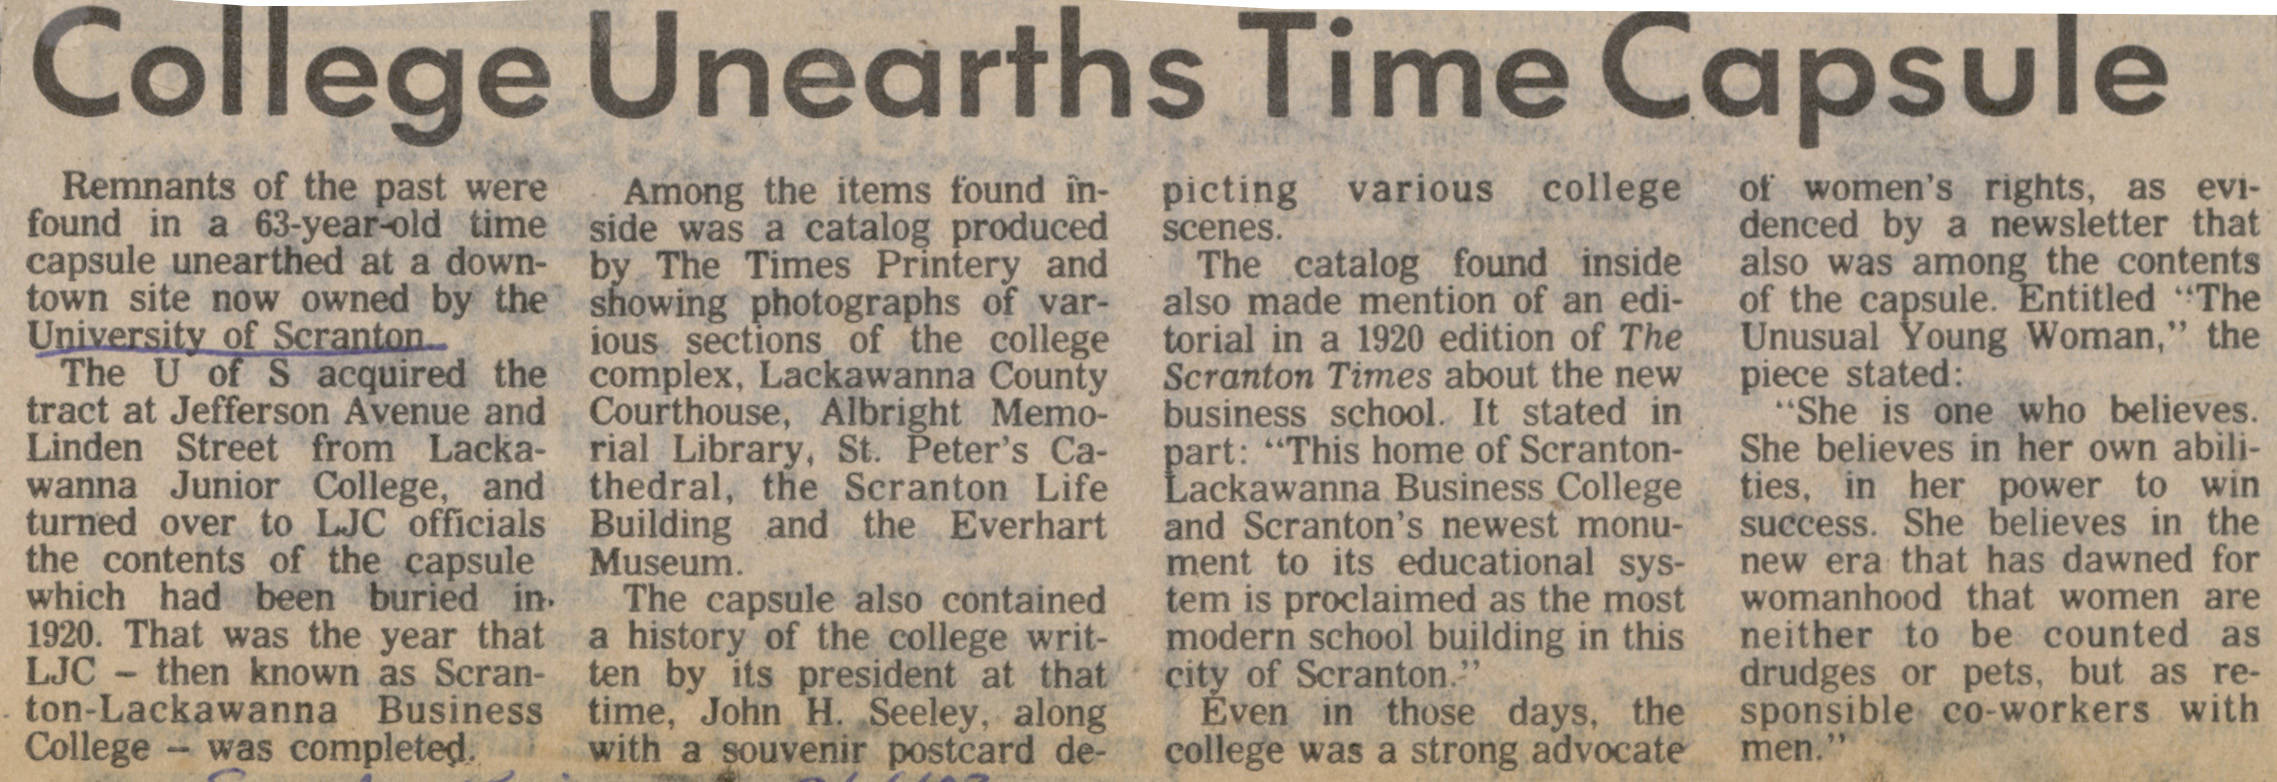 College Unearths Time Capsule
Remnants of the past were
found in a 63-year-old time
capsule unearthed at a down-
town site now owned by the
University of Scranton.
The U of S acquired the
tract at Jefferson Avenue and
Linden Street from Lacka-
wanna Junior College, and
turned over to LJC officials
the contents of the capsule
which had been buried in
1920. That was the year that
LJC – then known as Scran-
ton-Lackawanna Business
College – was completed.
Among the items found in-
side was a catalog produced
by The Times Printery and
showing photographs of var-
ious sections of the college
complex, Lackawanna County
Courthouse, Albright Memo-
rial Library, St. Peter's Ca-
thedral, the Scranton Life
Building and the Everhart
Museum.
The capsule also contained
a history of the college writ-
ten by its president at that
time, John H. Seeley, along
with a souvenir postcard de-
picting various college
scenes.
The catalog found inside
also made mention of an edi-
torial in a 1920 edition of The
Scranton Times about the new
business school. It stated in
part: "This home of Scranton-
Lackawanna Business College
and Scranton's newest monu-
ment to its educational sys-
tem is proclaimed as the most
modern school building in this
city of Scranton."
Even in those days, the
college was a strong advocate
of women's rights, as evi-
denced by a newsletter that
also was among the contents
of the capsule. Entitled "The
Unusual Young Woman," the
piece stated:
"She is one who believes.
She believes in her own abili-
ties, in her power to win
success. She believes in the
new era that has dawned for
womanhood that women are
neither to be counted as
drudges or pets, but as re-
sponsible co-workers with
men."